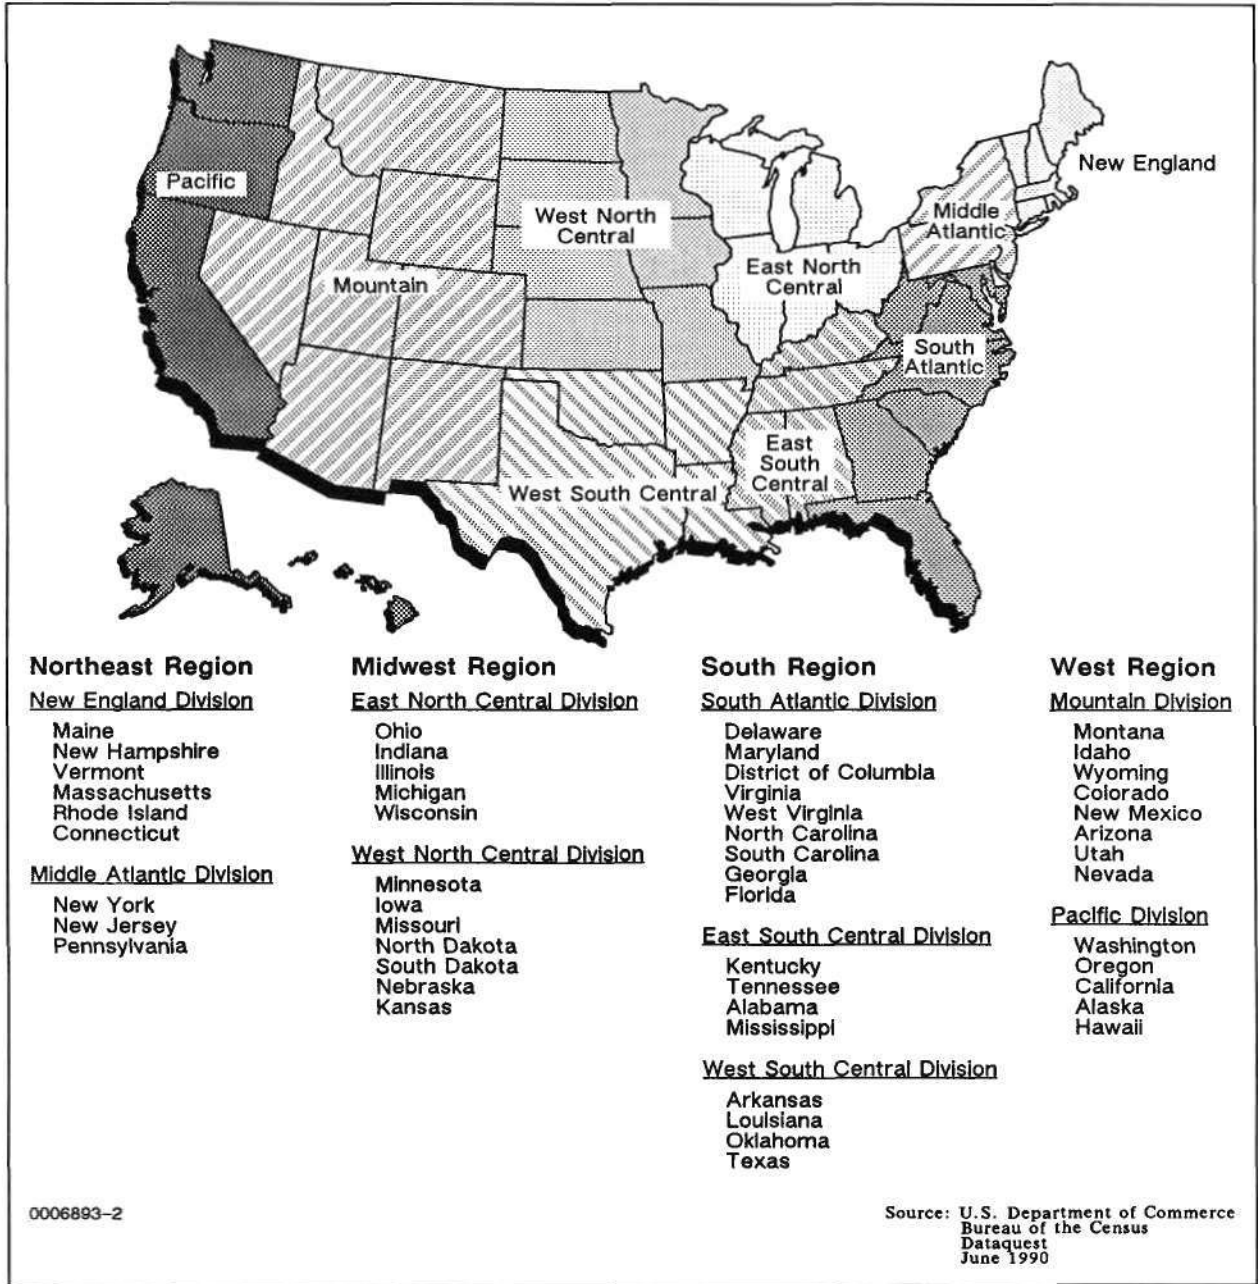 Pacific
Mountain
West North
Central
West South Central
East North
Central
East
South
Central
South
Atlantic
Middle
Atlantic
New England
Northeast Region
New England Division
Maine
New Hampshire
Vermont
Massachusetts
Rhode Island
Connecticut
Middle Atlantic Division
New York
New Jersey
Pennsylvania
Midwest Region
East North Central Division
Ohio
Indiana
Illinois
Michigan
Wisconsin
West North Central Division
Minnesota
Iowa
Missouri
North Dakota
South Dakota
Nebraska
Kansas
South Region
South Atlantic Division
Delaware
Maryland
District of Columbia
Virginia
West Virginia
North Carolina
South Carolina
Georgia
Florida
East South Central Division
Kentucky
Tennessee
Alabama
Mississippi
West South Central Division
Arkansas
Louisiana
Oklahoma
Texas
West Region
Mountain Division
Montana
Idaho
Wyoming
Colorado
New Mexico
Arizona
Utah
Nevada
Pacific Division
Washington
Oregon
California
Alaska
Hawaii
0006893-2
Source: U.S. Department of Commerce
Bureau of the Census
Dataquest
June 1990